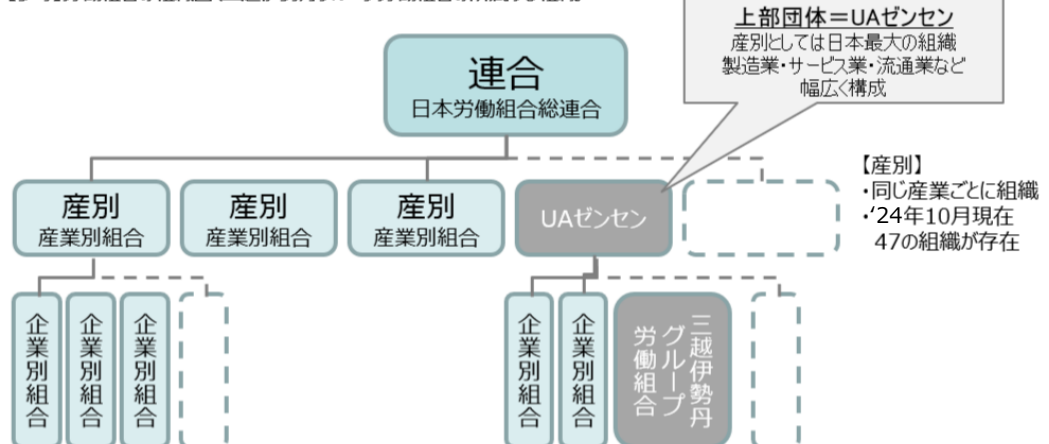 上部団体=UAゼンセン
産別としては日本最大の組織
製造業・サービス業・流通業など
幅広く構成
連合
日本労働組合総連合
【産別】
・同じ産業ごとに組織
・‘24年10月現在
47の組織が存在
産別
産業別組合
産別
産業別組合
産別
産業別組合
UAゼンセン
企業別組合
企業別組合
企業別組合
企業別組合
企業別組合
三越伊勢丹
グループ
労働組合